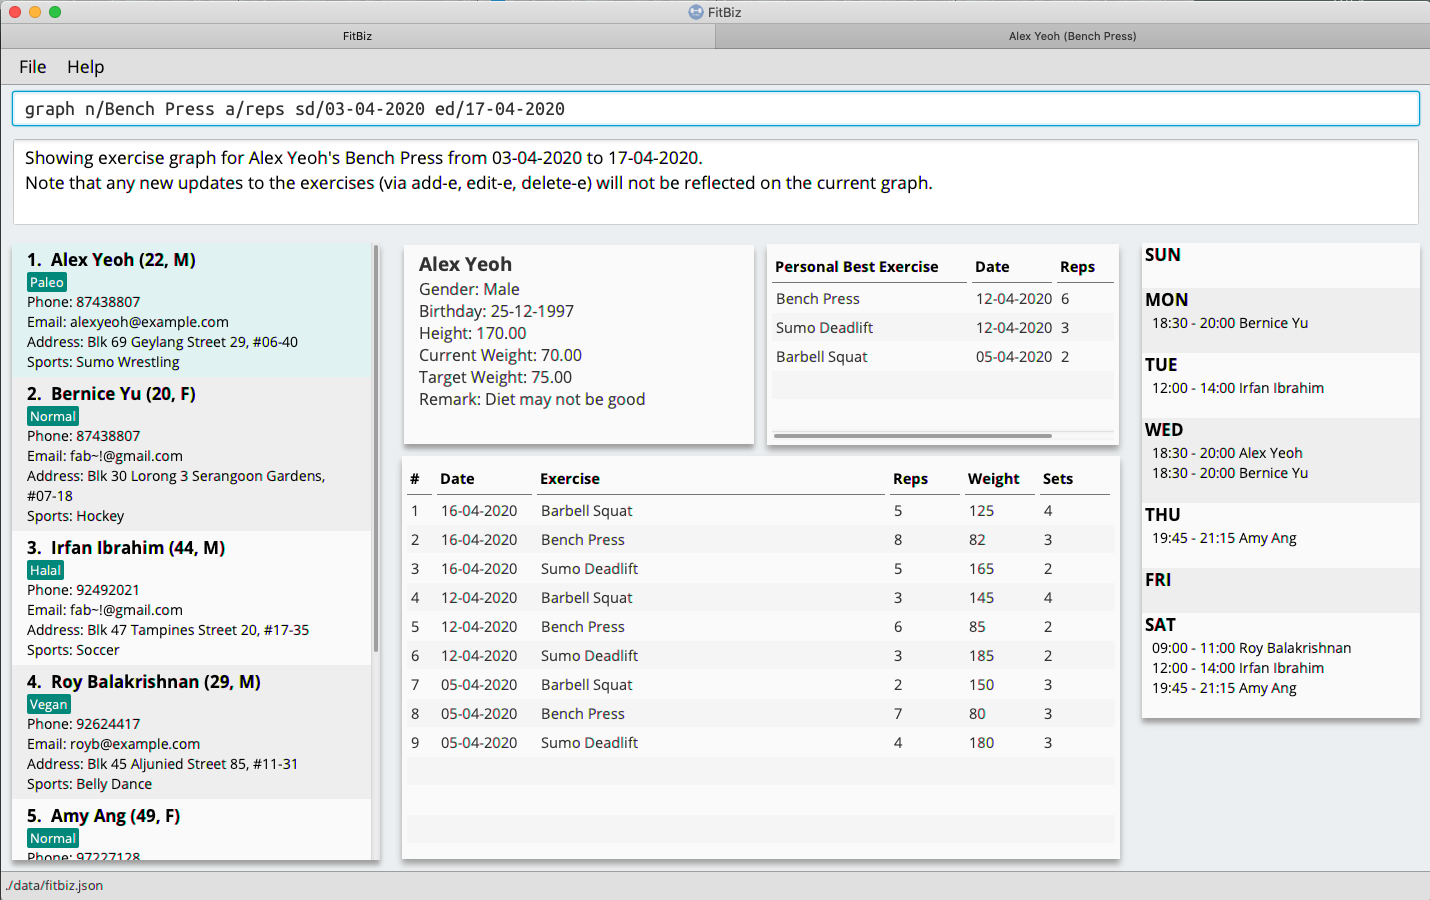 FitBiz
FitBiz
Alex Yeoh (Bench Press)
File Help
graph n/Bench Press a/reps sd/03-04-2020 ed/17-04-2020
Showing exercise graph for Alex Yeoh's Bench Press from 03-04-2020 to 17-04-2020.
Note that any new updates to the exercises (via add-e, edit-e, delete-e) will not be reflected on the current graph.
1. Alex Yeoh (22, M)
Paleo
Phone: 87438807
Email: alexyeoh@example.com
Address: Blk 69 Geylang Street 29, #06-40
Sports: Sumo Wrestling
2. Bernice Yu (20, F)
Normal
Phone: 87438807
Email: fab~!@gmail.com
Address: Blk 30 Lorong 3 Serangoon Gardens,
#07-18
Sports: Hockey
3. Irfan Ibrahim (44, M)
Halal
Phone: 92492021
Email: fab~!@gmail.com
Address: Blk 47 Tampines Street 20, #17-35
Sports: Soccer
4. Roy Balakrishnan (29, M)
Vegan
Phone: 92624417
Email: royb@example.com
Address: Blk 45 Aljunied Street 85, #11-31
Sports: Belly Dance
5. Amy Ang (49, F)
Normal
Phone: 97227128
Alex Yeoh
Gender: Male
Birthday: 25-12-1997
Height: 170.00
Current Weight: 70.00
Target Weight: 75.00
Remark: Diet may not be good
Personal Best Exercise Date Reps
Bench Press 12-04-2020 6
Sumo Deadlift 12-04-2020 3
Barbell Squat 05-04-2020 2
# Date Exercise Reps Weight Sets
1 16-04-2020 Barbell Squat 5 125 4
2 16-04-2020 Bench Press 8 82 3
3 16-04-2020 Sumo Deadlift 5 165 2
4 12-04-2020 Barbell Squat 3 145 4
5 12-04-2020 Bench Press 6 85 2
6 12-04-2020 Sumo Deadlift 3 185 2
7 05-04-2020 Barbell Squat 2 150 3
8 05-04-2020 Bench Press 7 80 3
9 05-04-2020 Sumo Deadlift 4 180 3
SUN
MON
18:30 - 20:00 Bernice Yu
TUE
12:00 - 14:00 Irfan Ibrahim
WED
18:30 - 20:00 Alex Yeoh
18:30 - 20:00 Bernice Yu
THU
19:45 - 21:15 Amy Ang
FRI
SAT
09:00 - 11:00 Roy Balakrishnan
12:00 - 14:00 Irfan Ibrahim
19:45 - 21:15 Amy Ang
./data/fitbiz.json